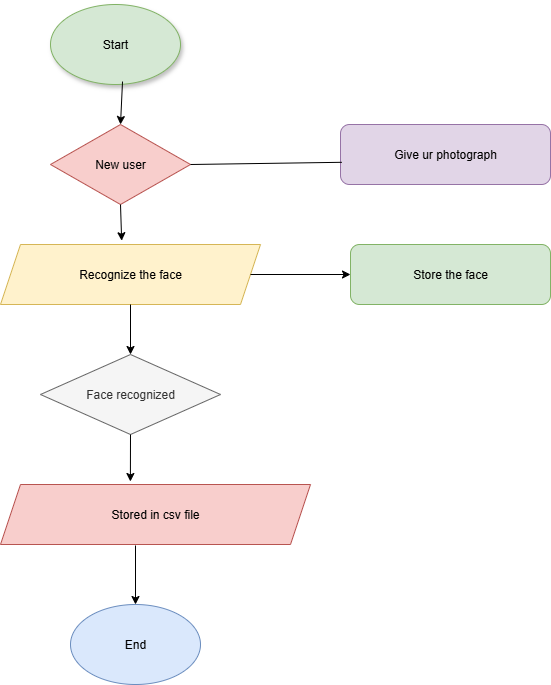 Start
New user
Give ur photograph
Recognize the face
Store the face
Face recognized
Stored in csv file
End